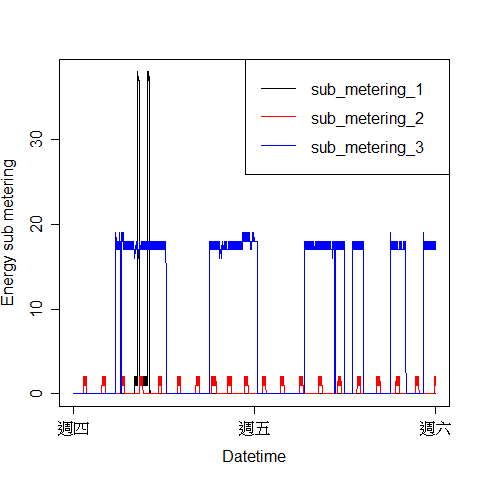 sub_metering_1
sub_metering_2
sub_metering_3
Energy sub metering
30
20
10
0
週四 週五 週六
Datetime